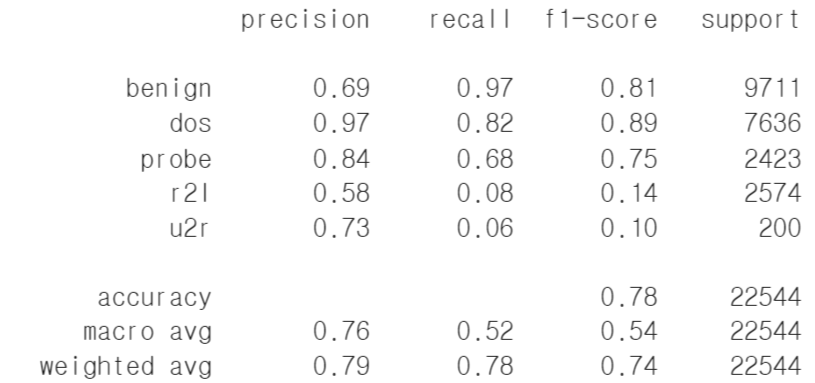 precision recall f1-score support
benign 0.69 0.97 0.81 9711
dos 0.97 0.82 0.89 7636
probe 0.84 0.68 0.75 2423
r2l 0.58 0.08 0.14 2574
u2r 0.73 0.06 0.10 200
accuracy 0.78 22544
macro avg 0.76 0.52 0.54 22544
weighted avg 0.79 0.78 0.74 22544